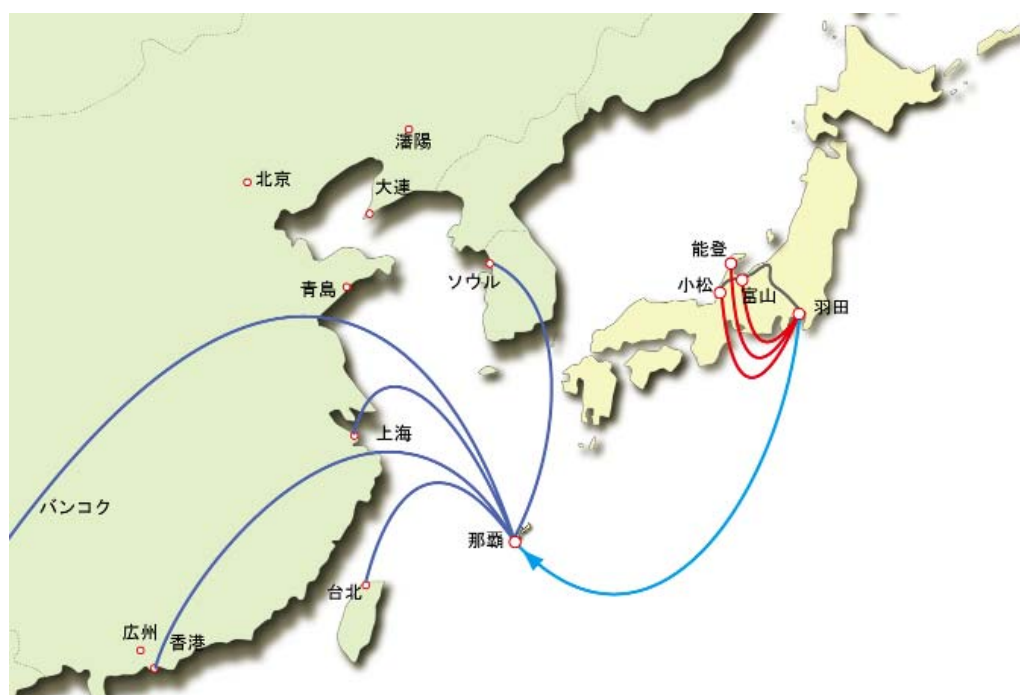 瀋陽
北京
大連
能登
ソウル
小松
青島
富山
羽田
上海
バンコク
那覇
台北
広州
香港